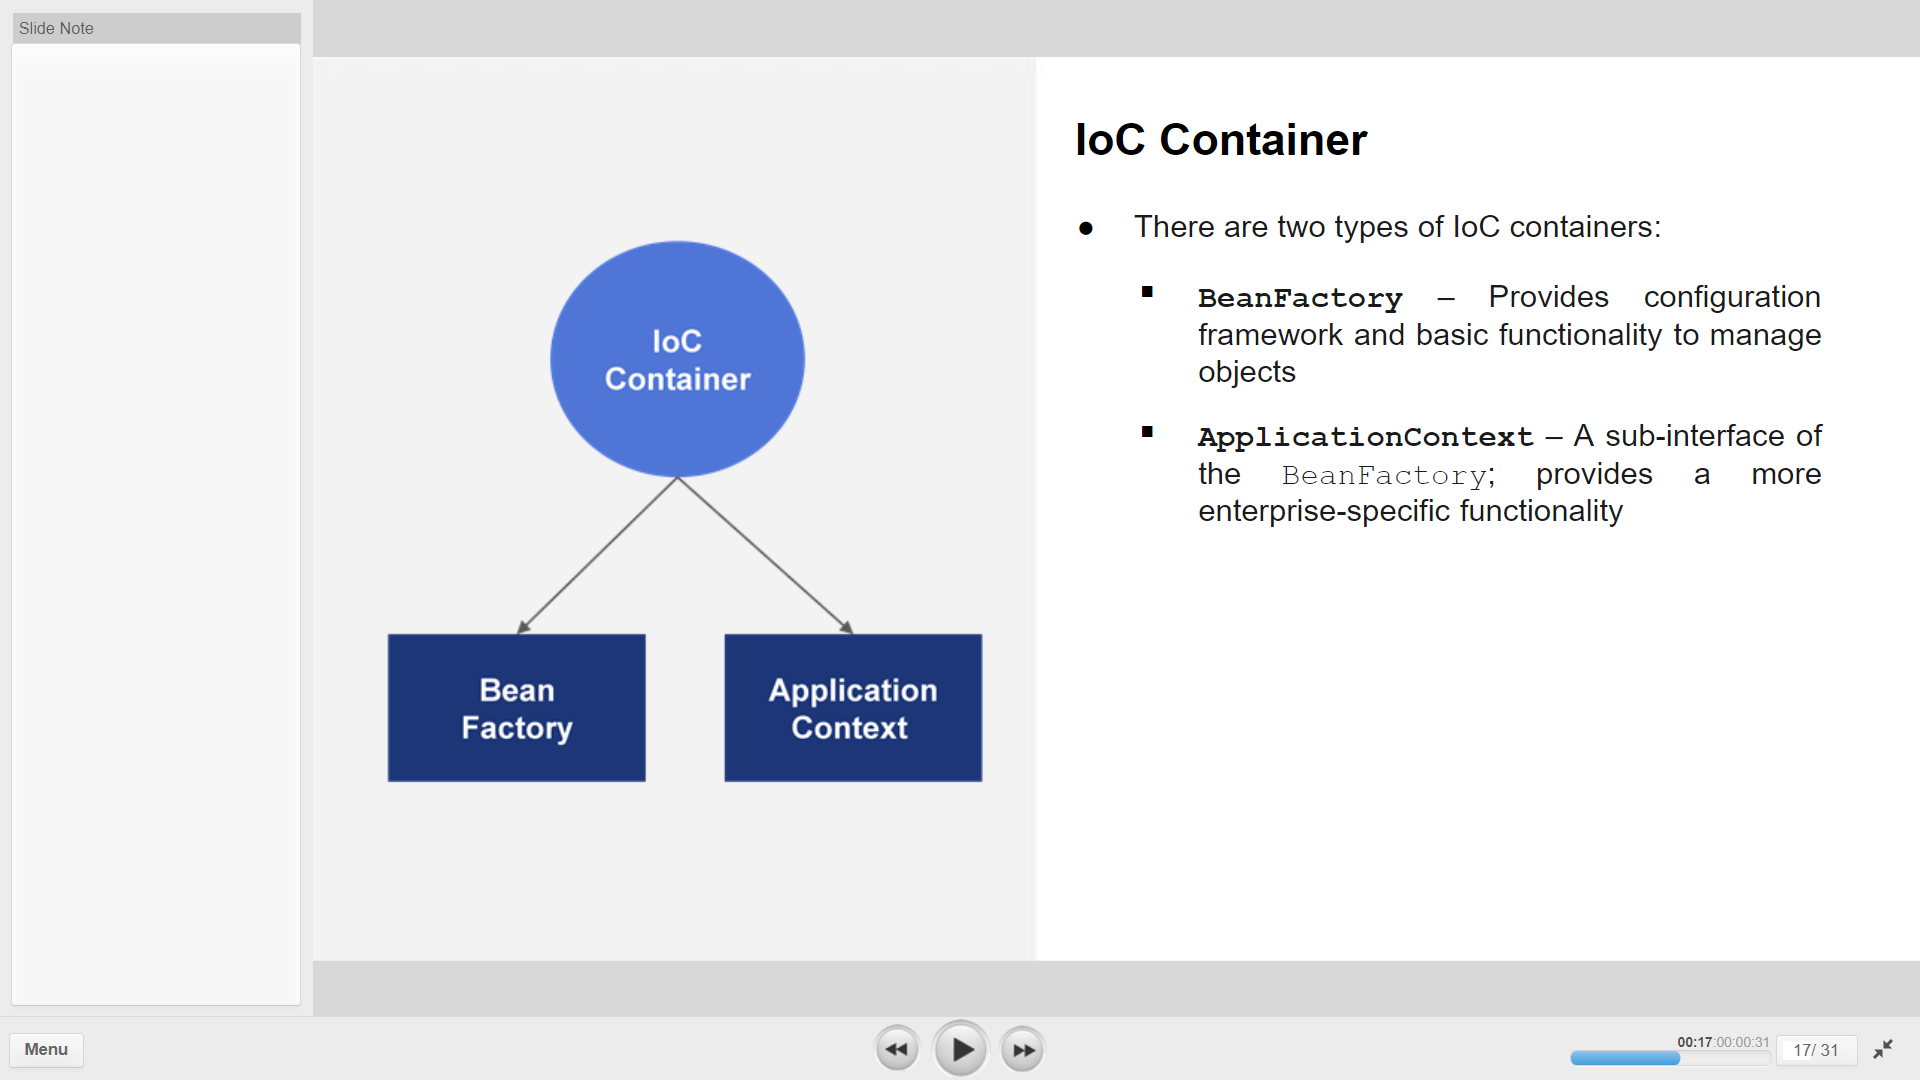 Slide Note
IoC
Container
Bean
Factory
Application
Context
IoC Container
● There are two types of IoC containers:
■ BeanFactory – Provides configuration
framework and basic functionality to manage
objects
■ ApplicationContext – A sub-interface of
the BeanFactory; provides a more
enterprise-specific functionality
Menu
00:17:00:00:31
17/ 31